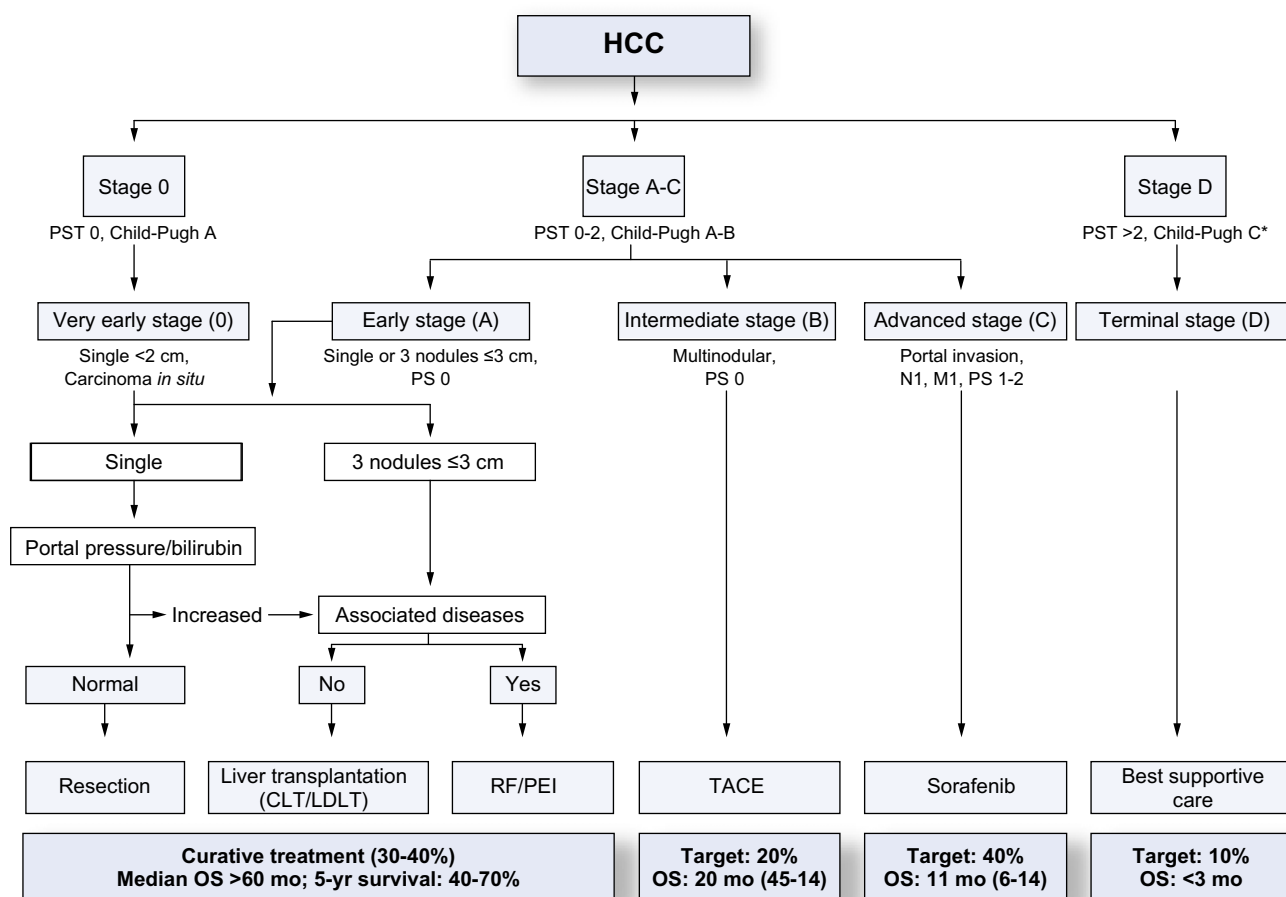 HCC
Stage 0
Stage A-C
Stage D
PST 0, Child-Pugh A
PST 0-2, Child-Pugh A-B
PST >2, Child-Pugh C*
Very early stage (0)
Early stage (A)
Intermediate stage (B)
Advanced stage (C)
Terminal stage (D)
Single <2 cm,
Carcinoma in situ
Single or 3 nodules ≤3 cm,
PS 0
Multinodular,
PS 0
Portal invasion,
N1, M1, PS 1-2
Single
3 nodules ≤3 cm
Portal pressure/bilirubin
Increased
Associated diseases
Normal
No
Yes
Resection
Liver transplantation
(CLT/LDLT)
RF/PEI
TACE
Sorafenib
Best supportive
care
Curative treatment (30-40%)
Median OS >60 mo; 5-yr survival: 40-70%
Target: 20%
OS: 20 mo (45-14)
Target: 40%
OS: 11 mo (6-14)
Target: 10%
OS: <3 mo